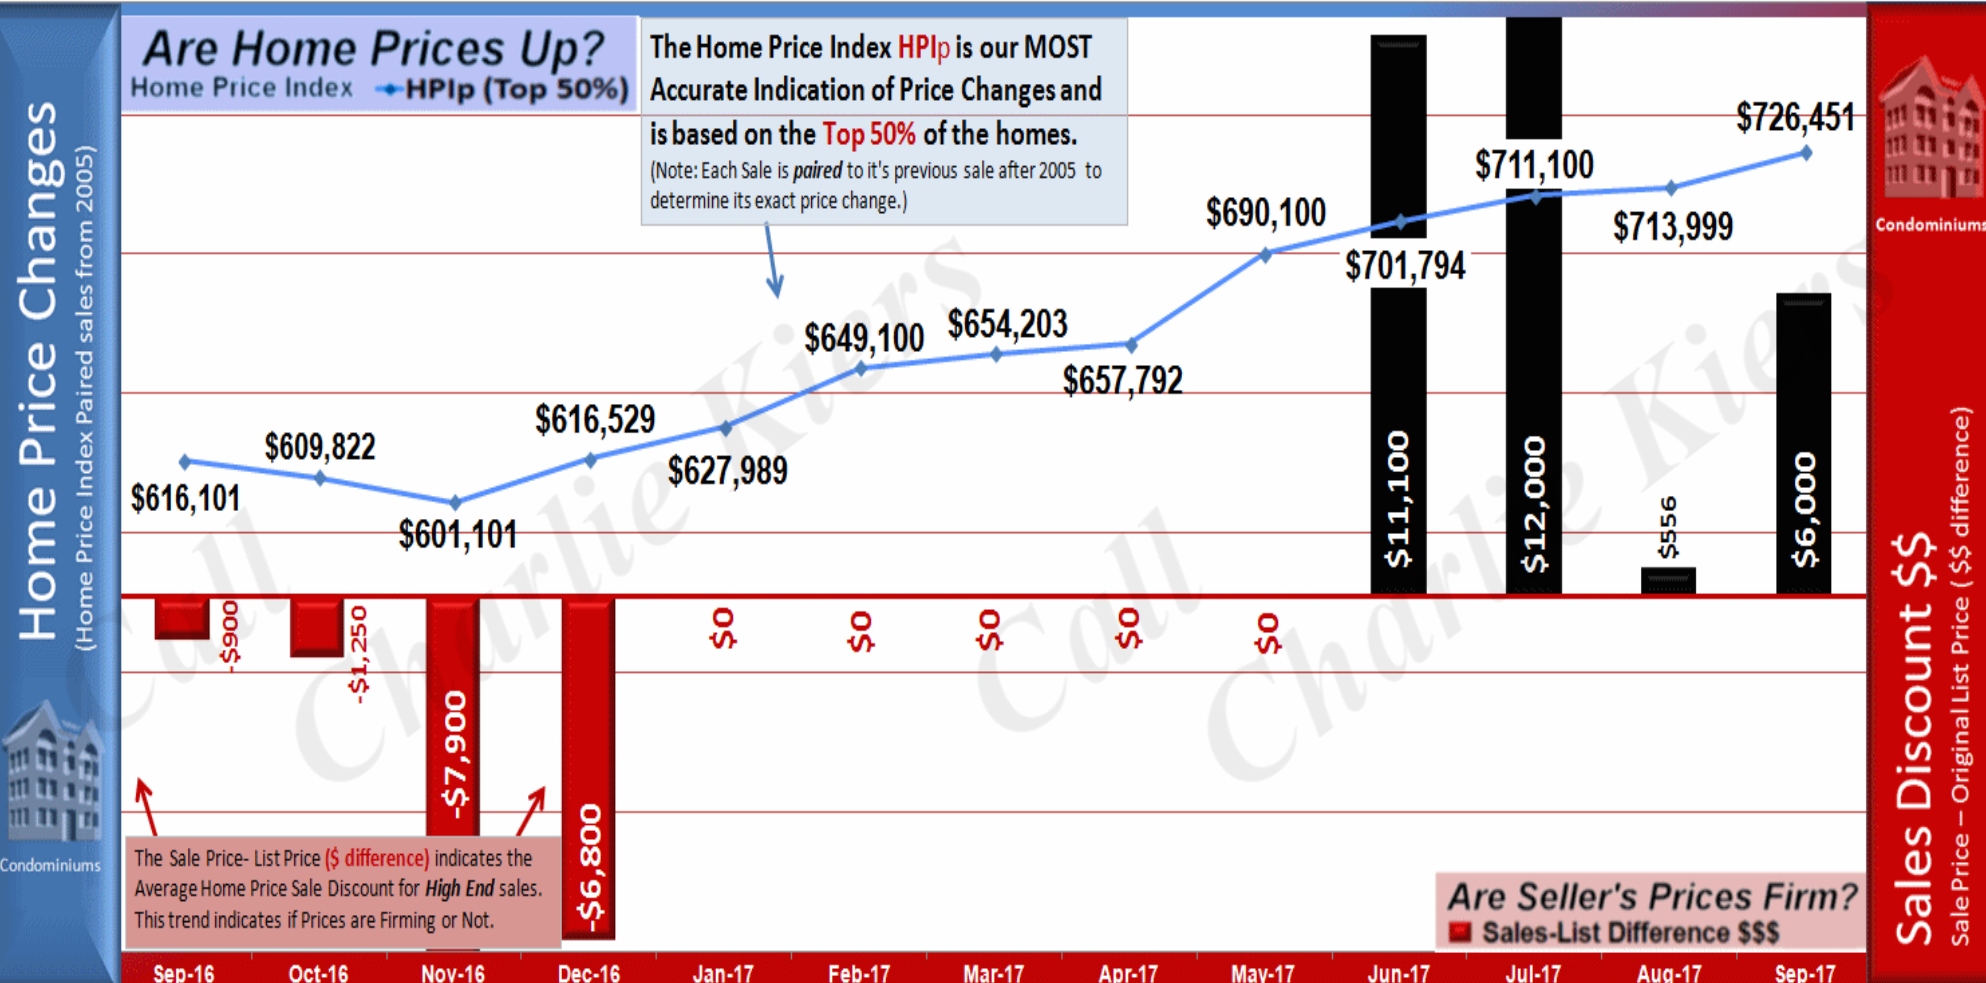 Are Home Prices Up?
Home Price Index HPIp (Top 50%)
The Home Price Index HPIp is our MOST
Accurate Indication of Price Changes and
is based on the Top 50% of the homes.
(Note: Each Sale is paired to it's previous sale after 2005 to
determine its exact price change.)
Home Price Changes
(Home Price Index Paired sales from 2005)
Condominiums
Condominiums
Sales Discount $$
Sale Price – Original List Price ( $$ difference)
$616,101
$609,822
$601,101
$616,529
$627,989
$649,100
$654,203
$657,792
$690,100
$701,794
$711,100
$713,999
$726,451
-$900
-$1,250
-$7,900
-$6,800
$0
$0
$0
$0
$0
$11,100
$12,000
$556
$6,000
Call
Charlie Kiers
Call
Charlie Kiers
The Sale Price- List Price ($ difference) indicates the
Average Home Price Sale Discount for High End sales.
This trend indicates if Prices are Firming or Not.
Are Seller's Prices Firm?
Sales-List Difference $$$
Sep-16 Oct-16 Nov-16 Dec-16 Jan-17 Feb-17 Mar-17 Apr-17 May-17 Jun-17 Jul-17 Aug-17 Sep-17